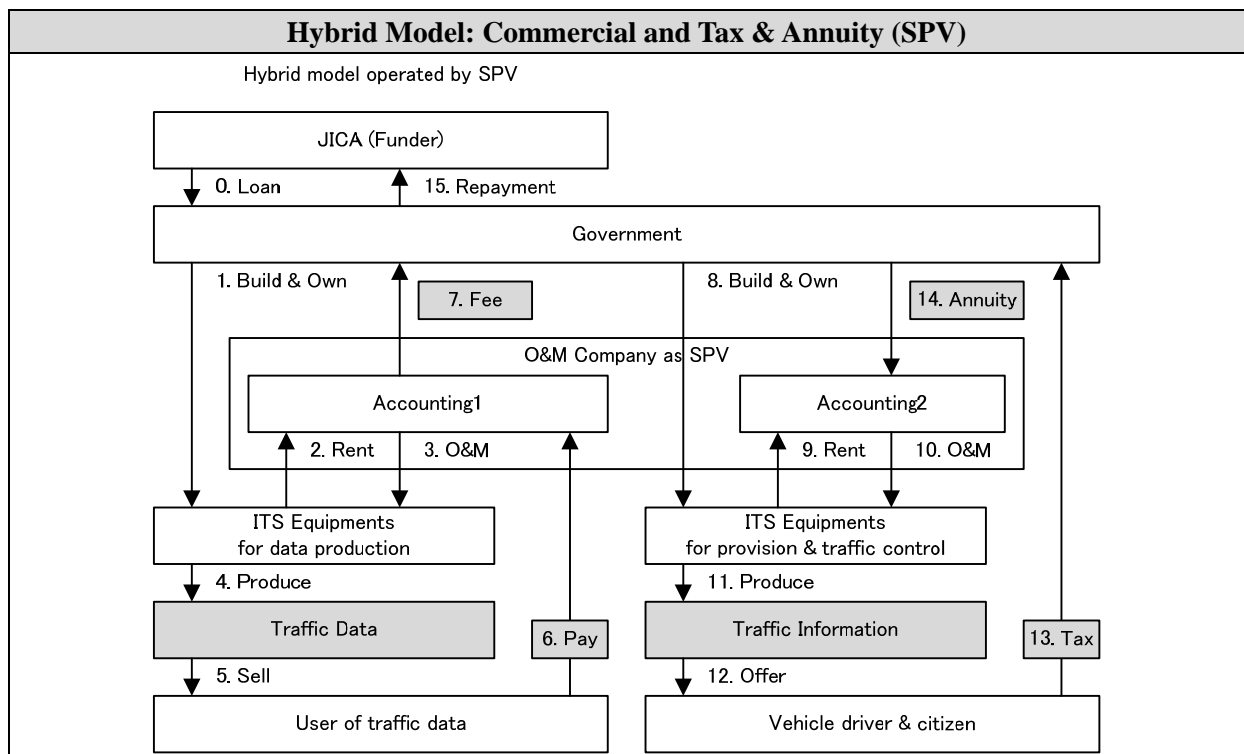 Hybrid Model: Commercial and Tax & Annuity (SPV)
Hybrid model operated by SPV
JICA (Funder)
0. Loan
15. Repayment
Government
1. Build & Own
7. Fee
8. Build & Own
14. Annuity
O&M Company as SPV
Accounting1
Accounting2
2. Rent
3. O&M
9. Rent
10. O&M
ITS Equipments
for data production
ITS Equipments
for provision & traffic control
4. Produce
11. Produce
Traffic Data
6. Pay
Traffic Information
13. Tax
5. Sell
12. Offer
User of traffic data
Vehicle driver & citizen